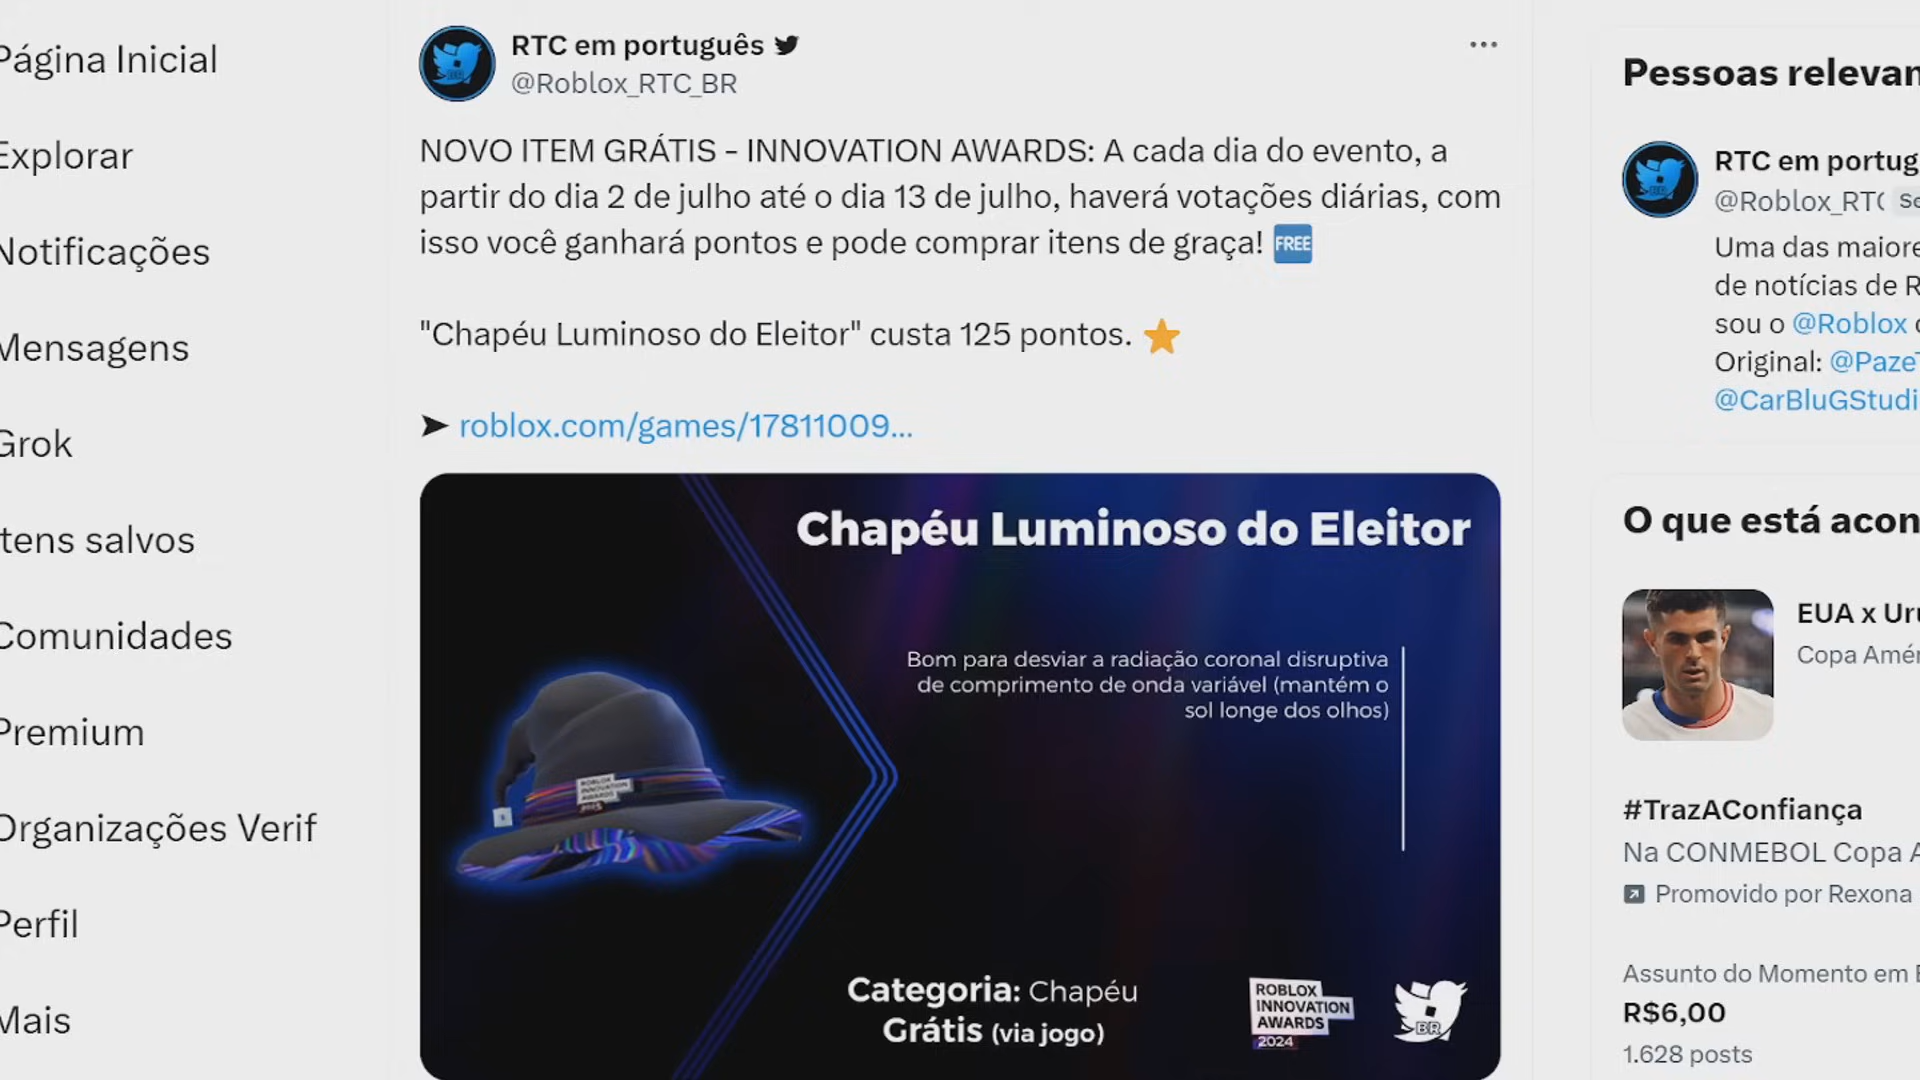 Página Inicial
Explorar
Notificações
Mensagens
Grok
tens salvos
Comunidades
Premium
Organizações Verif
Perfil
Mais
RTC em português
@Roblox_RTC_BR
NOVO ITEM GRÁTIS - INNOVATION AWARDS: A cada dia do evento, a
partir do dia 2 de julho até o dia 13 de julho, haverá votações diárias, com
isso você ganhará pontos e pode comprar itens de graça! FREE
"Chapéu Luminoso do Eleitor" custa 125 pontos. ⭐
➤ roblox.com/games/17811009...
Chapéu Luminoso do Eleitor
Bom para desviar a radiação coronal disruptiva
de comprimento de onda variável (mantém o
sol longe dos olhos)
ROBLOX
INNOVATION
AWARDS
Categoria: Chapéu
Grátis (via jogo)
ROBLOX
INNOVATION
AWARDS
2024
BR
Pessoas relevan
RTC em portug
@Roblox_RTC Se
Uma das maiore
de notícias de R
sou o @Roblox
Original: @PazeT
@CarBluGStudi
O que está acon
EUA x Uru
Copa Amér
#TrazAConfiança
Na CONMEBOL Copa A
Promovido por Rexona
Assunto do Momento em B
R$6,00
1.628 posts